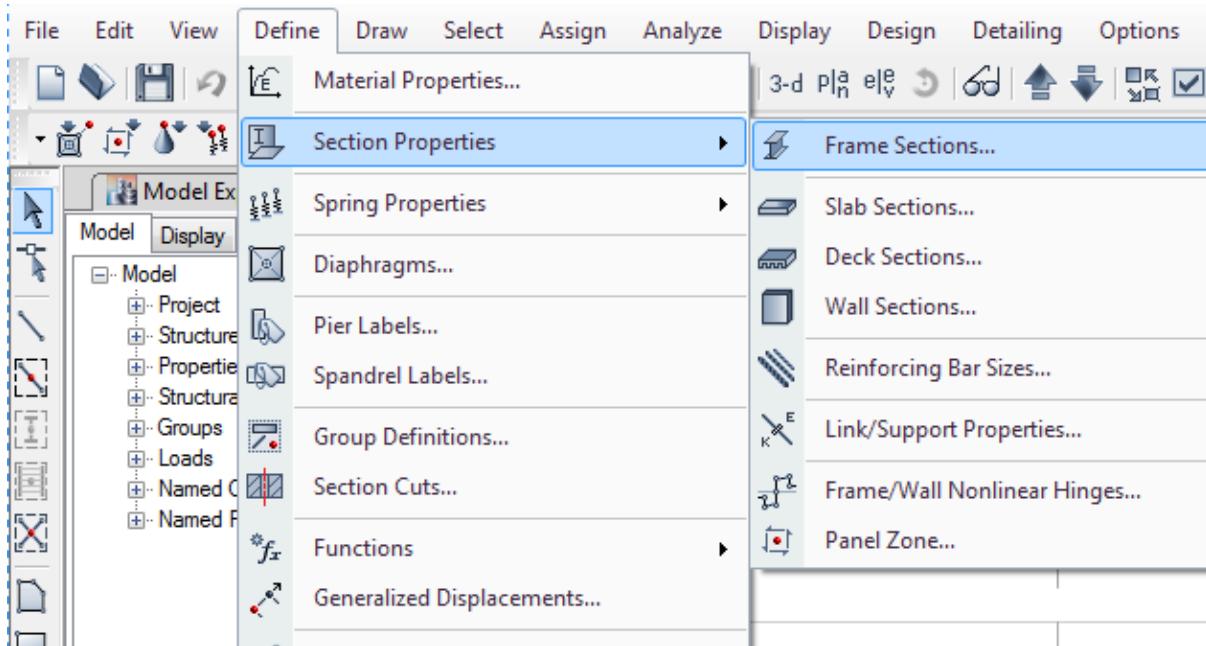 File Edit View Define Draw Select Assign Analyze Display Design Detailing Options
3-d
Model Ex
Model Display
Model
Project
Structure
Propertie
Structura
Groups
Loads
Named
Named
Material Properties...
Section Properties
Spring Properties
Diaphragms...
Pier Labels...
Spandrel Labels...
Group Definitions...
Section Cuts...
Functions
Generalized Displacements...
Frame Sections...
Slab Sections...
Deck Sections...
Wall Sections...
Reinforcing Bar Sizes...
Link/Support Properties...
Frame/Wall Nonlinear Hinges...
Panel Zone...